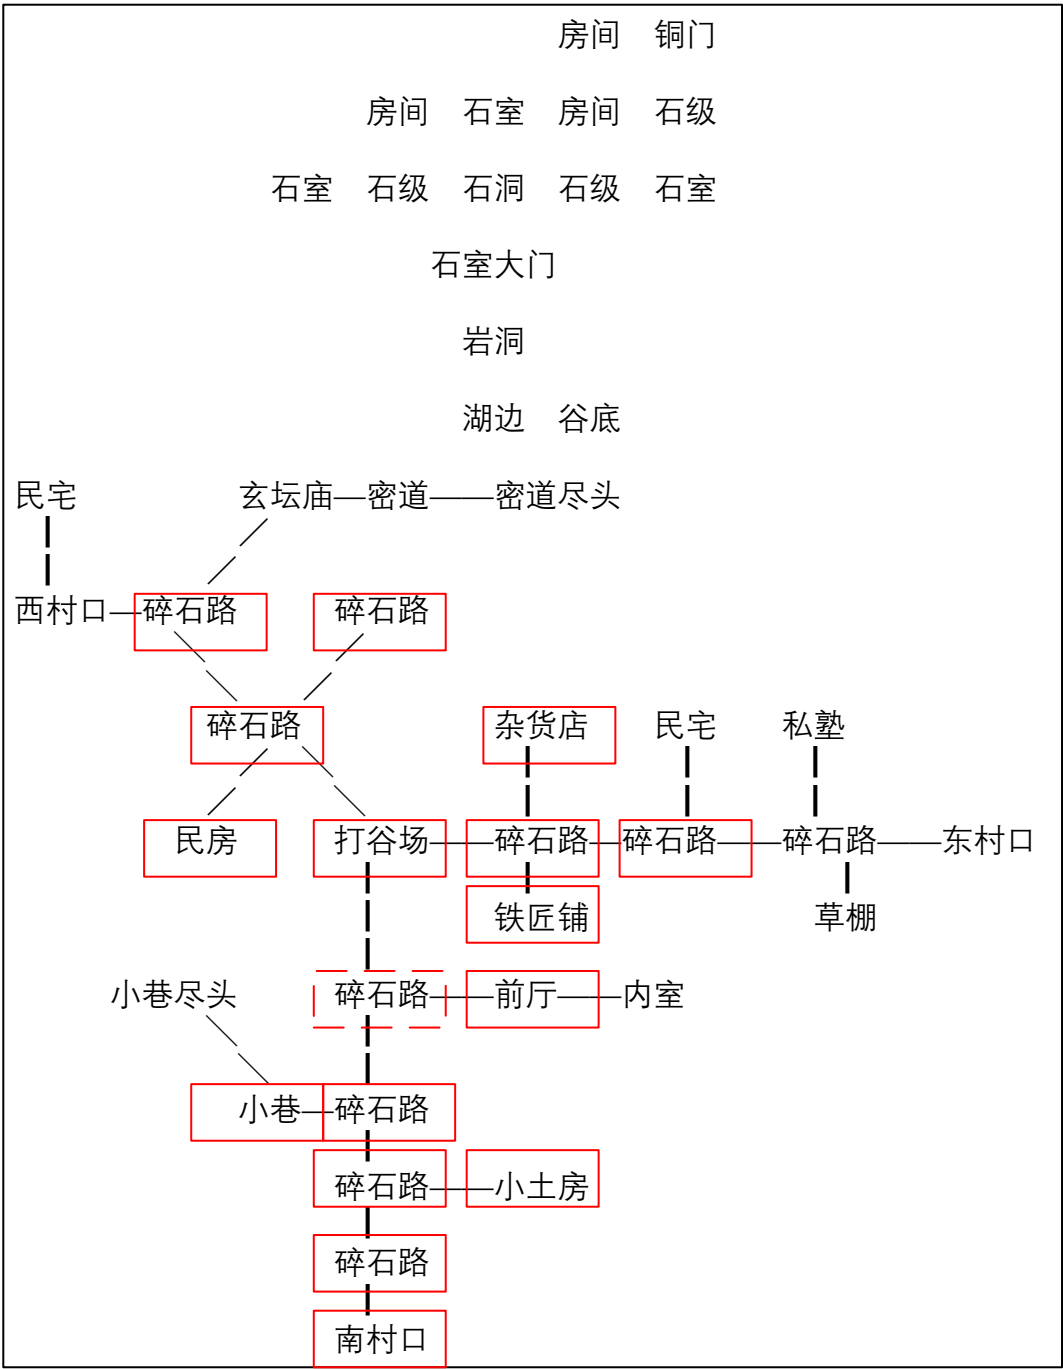 房间 铜门
房间 石室 房间 石级
石室 石级 石洞 石级 石室
石室大门
岩洞
湖边 谷底
民宅 玄坛庙 密道 密道尽头
西村口 碎石路 碎石路
碎石路 杂货店 民宅 私塾
民房 打谷场 碎石路 碎石路 碎石路 东村口
铁匠铺 草棚
小巷尽头 碎石路 前厅 内室
小巷 碎石路
碎石路 小土房
碎石路
南村口